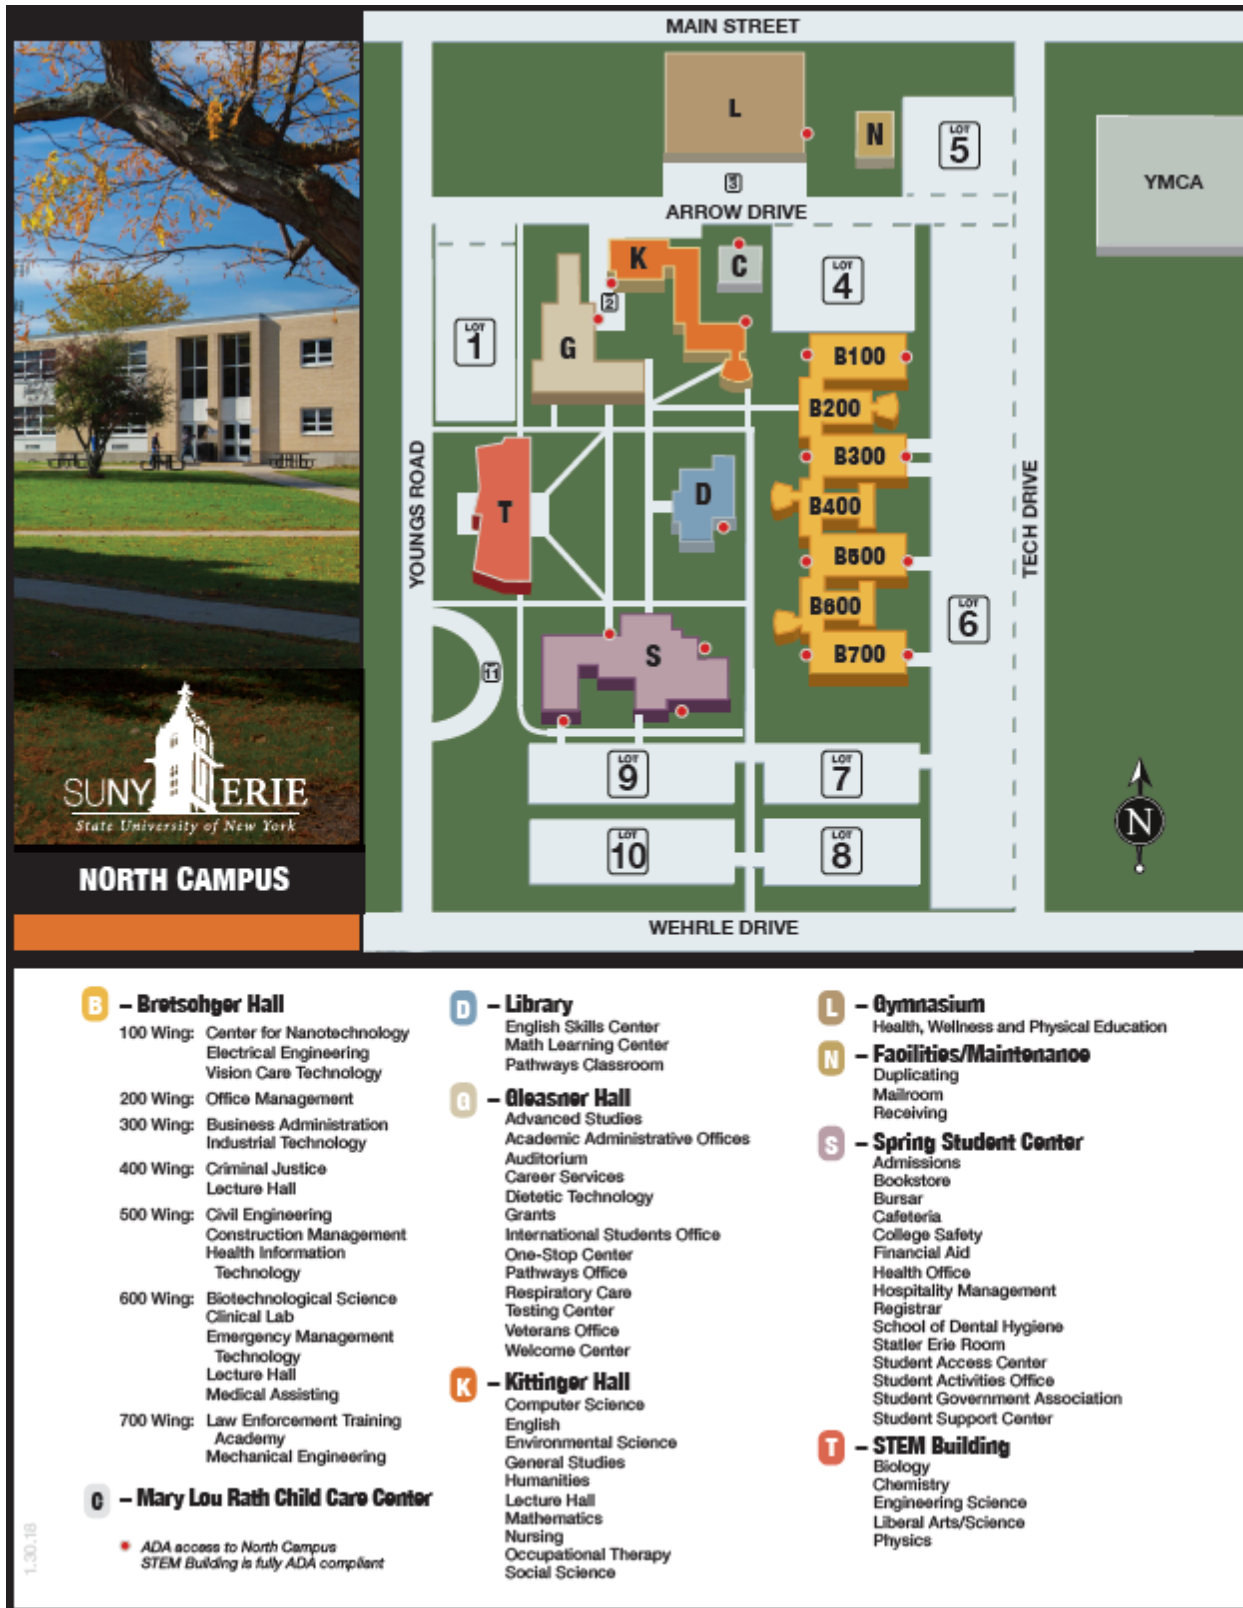 MAIN STREET
L
N
LOT
5
YMCA
LOT
3
ARROW DRIVE
K
C
LOT
4
2
G
LOT
1
B100
B200
B300
B400
B500
B600
B700
YOUNGS ROAD
T
D
TECH DRIVE
LOT
6
S
11
LOT
9
LOT
7
LOT
10
LOT
8
N
WEHRLE DRIVE
SUNY ERIE
State University of New York
NORTH CAMPUS
B – Bretschger Hall
100 Wing: Center for Nanotechnology
Electrical Engineering
Vision Care Technology
200 Wing: Office Management
300 Wing: Business Administration
Industrial Technology
400 Wing: Criminal Justice
Lecture Hall
500 Wing: Civil Engineering
Construction Management
Health Information
Technology
600 Wing: Biotechnological Science
Clinical Lab
Emergency Management
Technology
Lecture Hall
Medical Assisting
700 Wing: Law Enforcement Training
Academy
Mechanical Engineering
C – Mary Lou Rath Child Care Center
ADA access to North Campus
STEM Building is fully ADA compliant
1.30.18
D – Library
English Skills Center
Math Learning Center
Pathways Classroom
G – Gleasner Hall
Advanced Studies
Academic Administrative Offices
Auditorium
Career Services
Dietetic Technology
Grants
International Students Office
One-Stop Center
Pathways Office
Respiratory Care
Testing Center
Veterans Office
Welcome Center
K – Kittinger Hall
Computer Science
English
Environmental Science
General Studies
Humanities
Lecture Hall
Mathematics
Nursing
Occupational Therapy
Social Science
L – Gymnasium
Health, Wellness and Physical Education
N – Facilities/Maintenance
Duplicating
Mailroom
Receiving
S – Spring Student Center
Admissions
Bookstore
Bursar
Cafeteria
College Safety
Financial Aid
Health Office
Hospitality Management
Registrar
School of Dental Hygiene
Statler Erie Room
Student Access Center
Student Activities Office
Student Government Association
Student Support Center
T – STEM Building
Biology
Chemistry
Engineering Science
Liberal Arts/Science
Physics